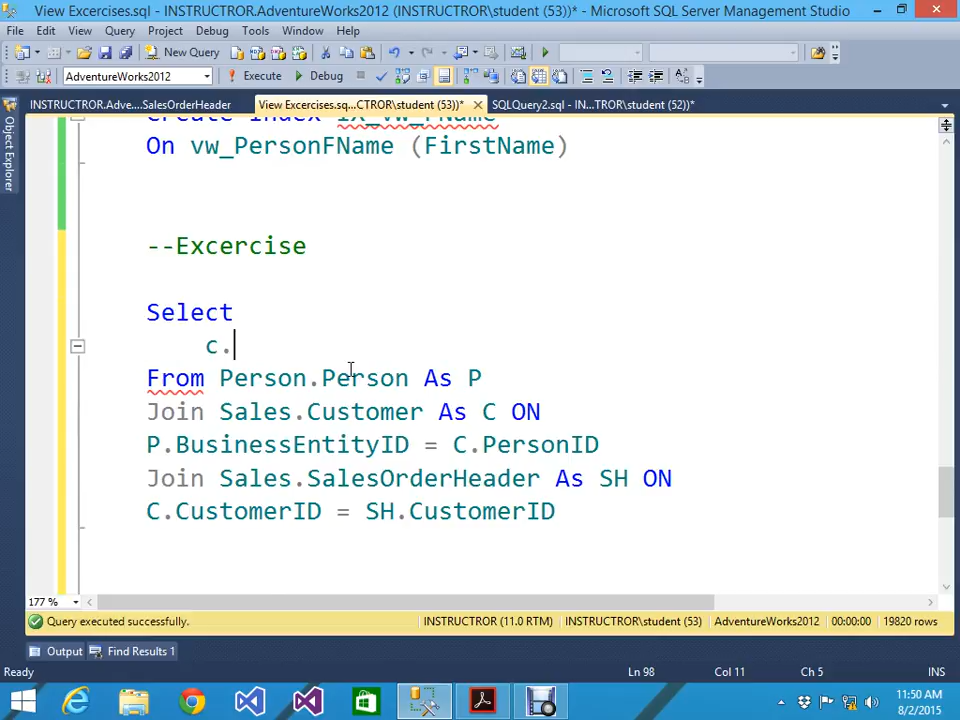 View Excercises.sql - INSTRUCTROR.AdventureWorks2012 (INSTRUCTROR\student (53))* - Microsoft SQL Server Management Studio
File Edit View Query Project Debug Tools Window Help
New Query
AdventureWorks2012 Execute Debug
INSTRUCTROR.Adve....SalesOrderHeader View Excercises.sq...CTROR\student (53))* SQLQuery2.sql - IN...TROR\student (52))*
Object Explorer
Create Index IX_vw_FName
On vw_PersonFName (FirstName)
--Excercise
Select
c.
From Person.Person As P
Join Sales.Customer As C ON
P.BusinessEntityID = C.PersonID
Join Sales.SalesOrderHeader As SH ON
C.CustomerID = SH.CustomerID
177 %
Query executed successfully. INSTRUCTROR (11.0 RTM) INSTRUCTROR\student (53) AdventureWorks2012 00:00:00 19820 rows
Output Find Results 1
Ready Ln 98 Col 11 Ch 5 INS
11:50 AM
8/2/2015